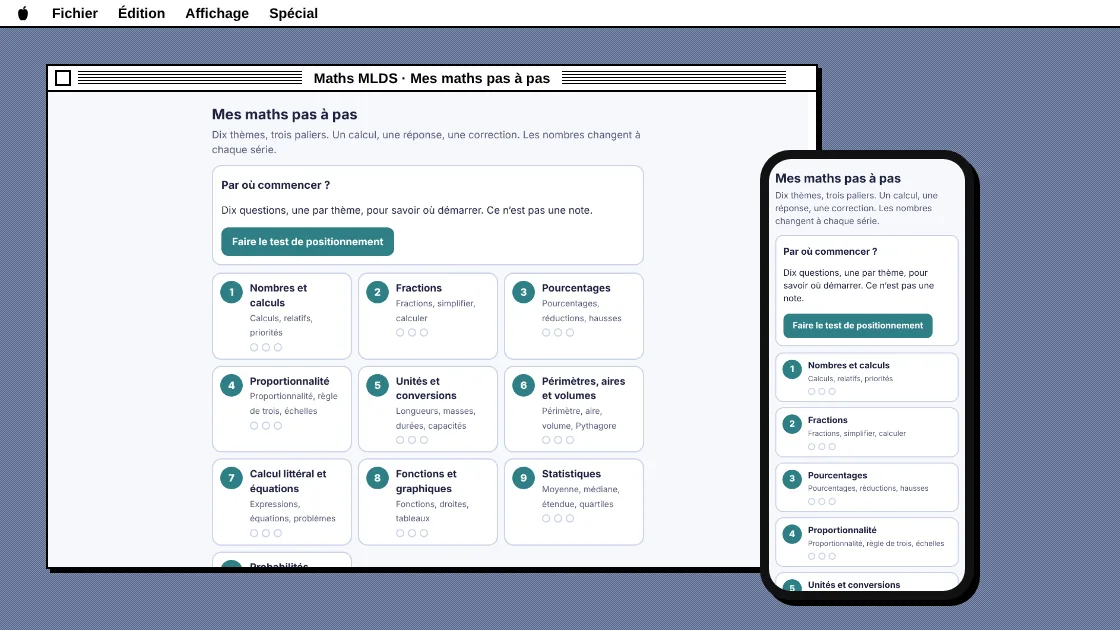 Fichier Édition Affichage Spécial
Maths MLDS · Mes maths pas à pas
Mes maths pas à pas
Dix thèmes, trois paliers. Un calcul, une réponse, une correction. Les nombres changent à
chaque série.
Par où commencer ?
Dix questions, une par thème, pour savoir où démarrer. Ce n'est pas une note.
Faire le test de positionnement
1
Nombres et
calculs
Calculs, relatifs,
priorités
2
Fractions
Fractions, simplifier,
calculer
3
Pourcentages
Pourcentages,
réductions, hausses
4
Proportionnalité
Proportionnalité, règle
de trois, échelles
5
Unités et
conversions
Longueurs, masses,
durées, capacités
6
Périmètres, aires
et volumes
Périmètre, aire,
volume, Pythagore
7
Calcul littéral et
équations
Expressions,
équations, problèmes
8
Fonctions et
graphiques
Fonctions, droites,
tableaux
9
Statistiques
Moyenne, médiane,
étendue, quartiles
Probabilités
Mes maths pas à pas
Dix thèmes, trois paliers. Un calcul, une
réponse, une correction. Les nombres
changent à chaque série.
Par où commencer ?
Dix questions, une par thème, pour
savoir où démarrer. Ce n'est pas une
note.
Faire le test de positionnement
1
Nombres et calculs
Calculs, relatifs, priorités
2
Fractions
Fractions, simplifier, calculer
3
Pourcentages
Pourcentages, réductions, hausses
4
Proportionnalité
Proportionnalité, règle de trois, échelles
5
Unités et conversions